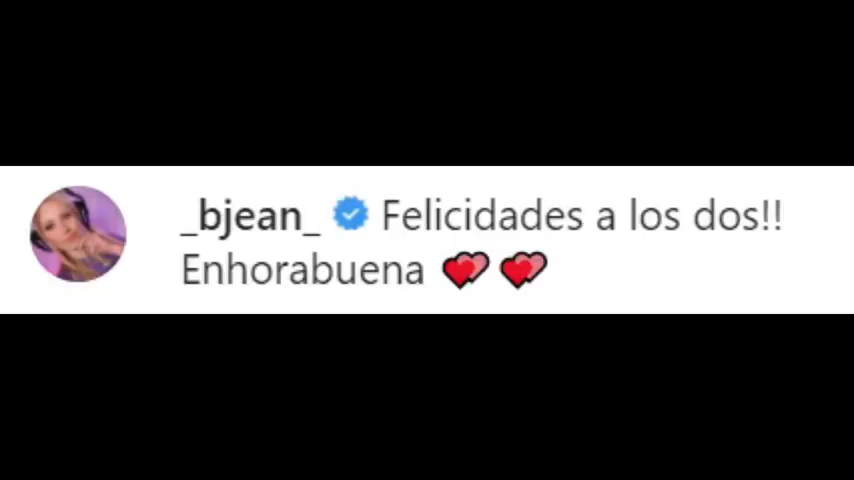 _bjean_ Felicidades a los dos!!
Enhorabuena 💕 💕